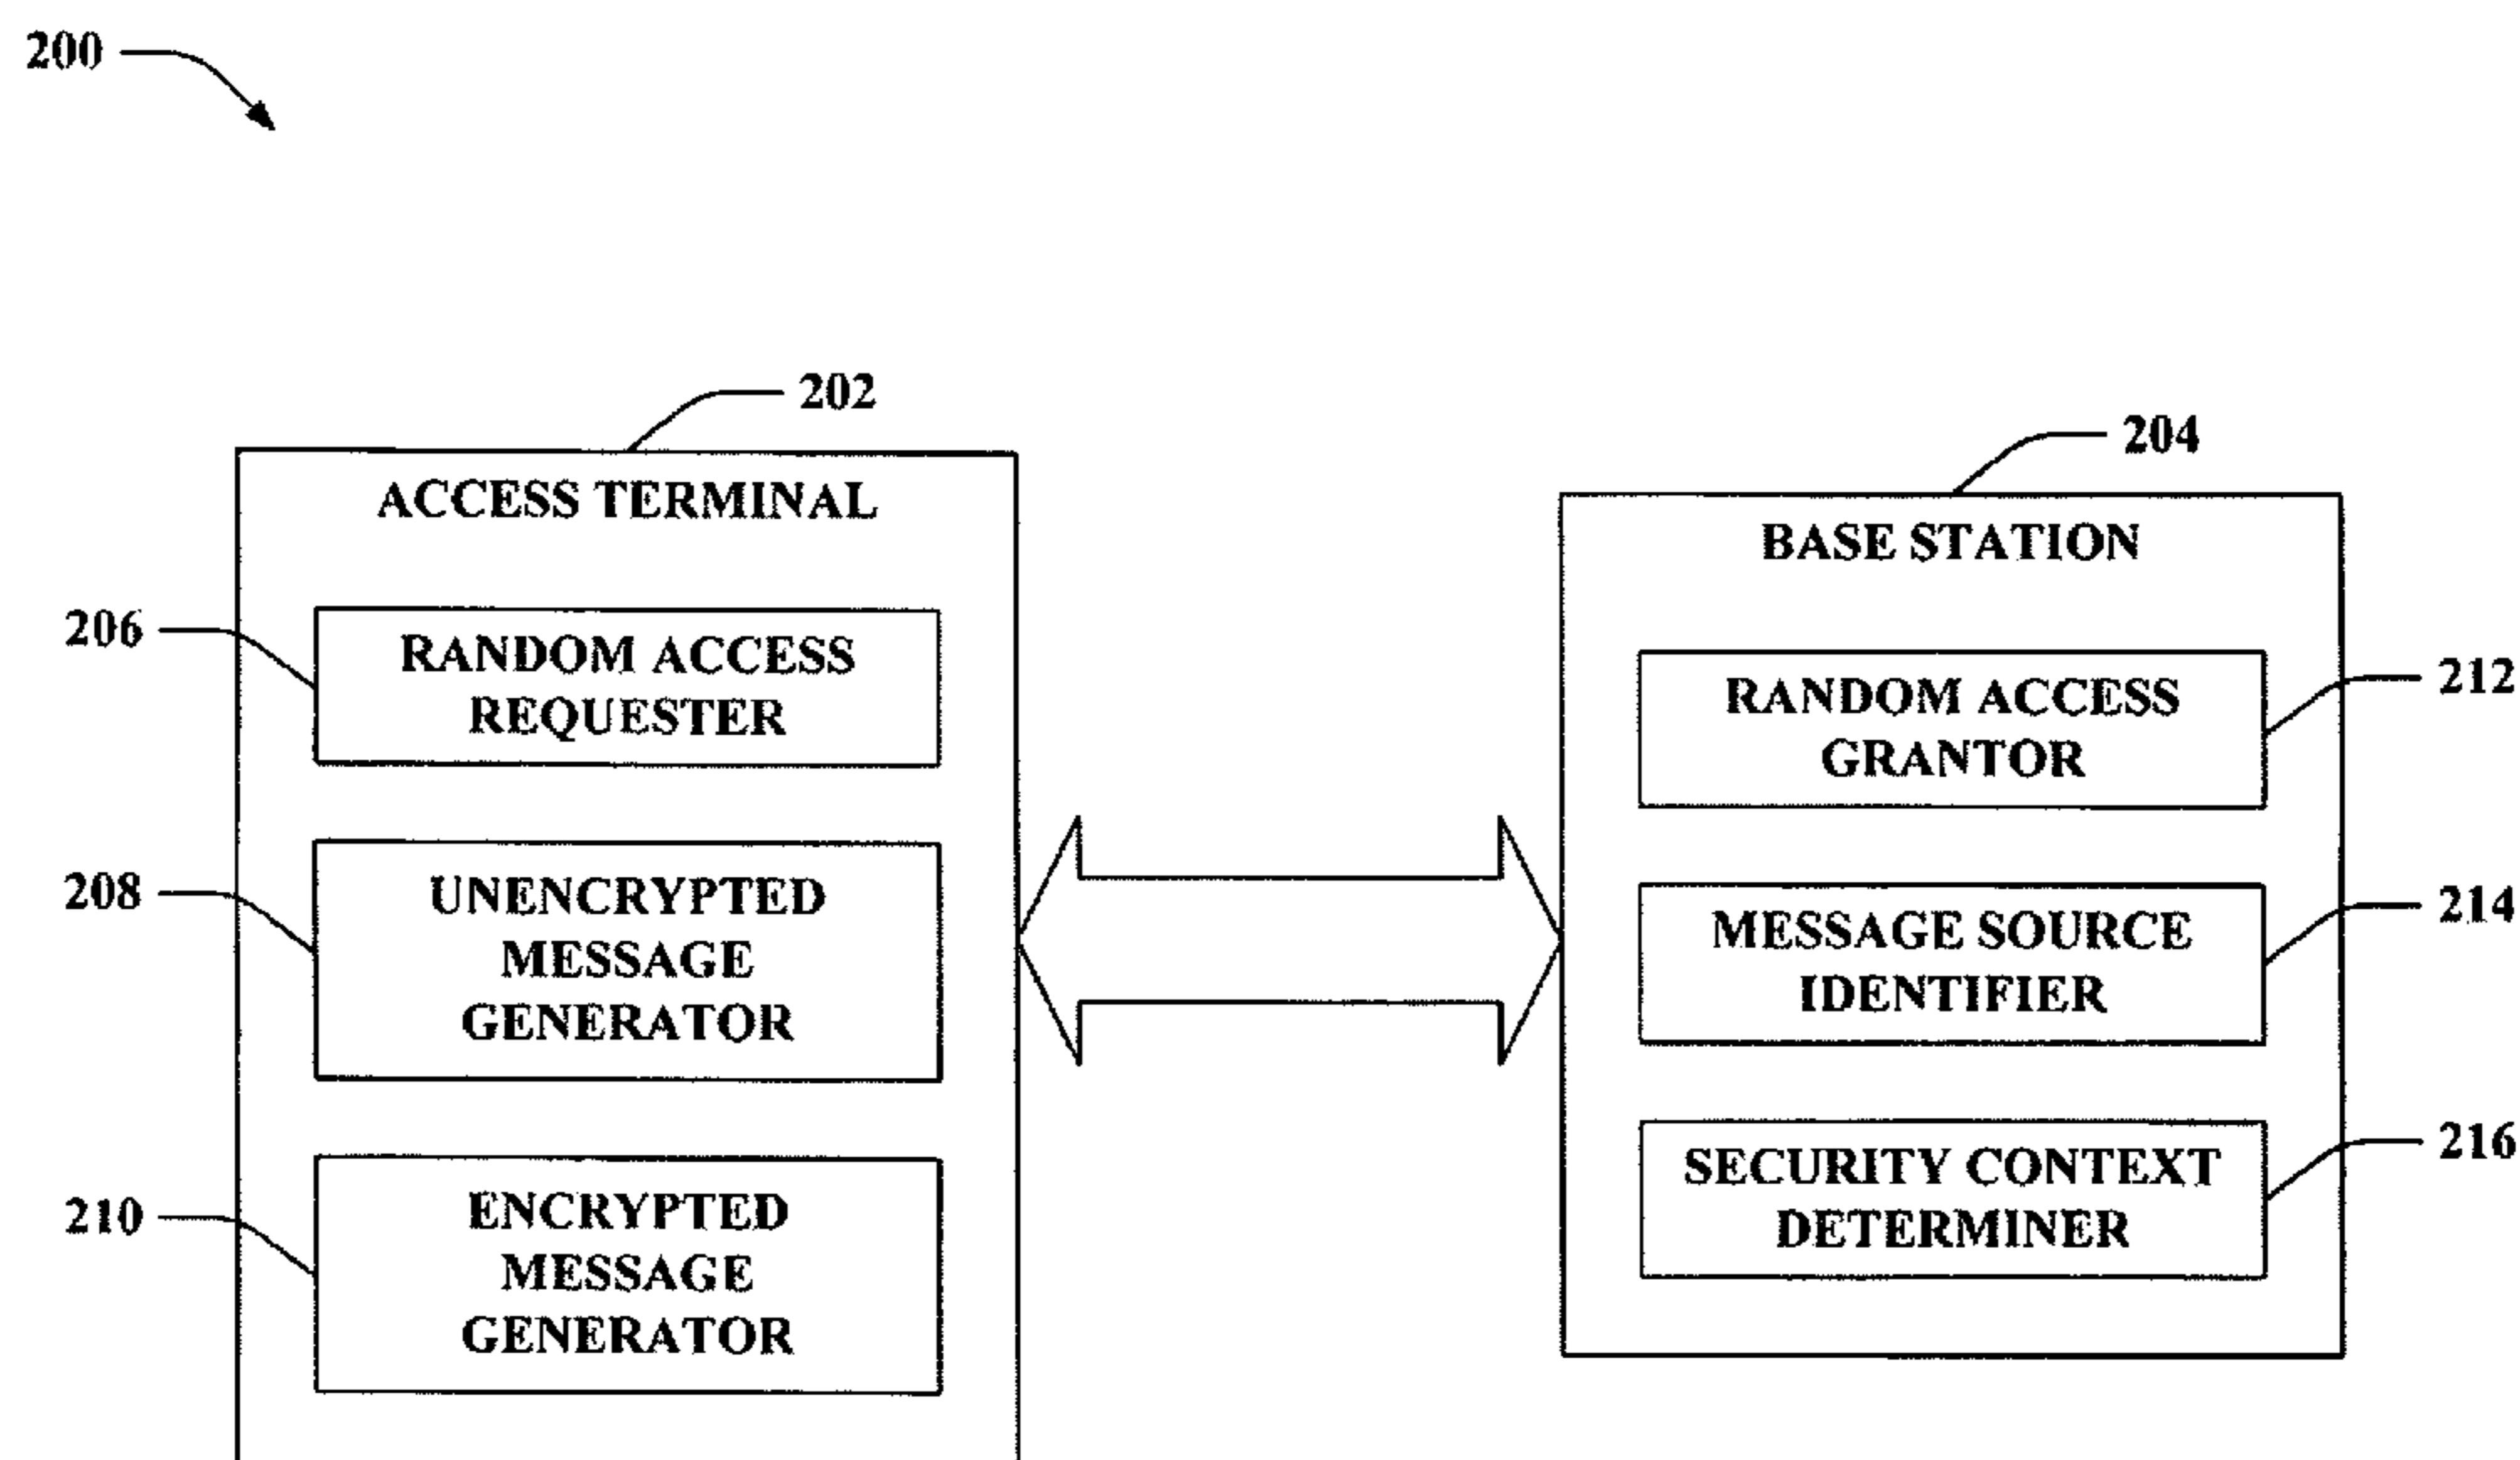 200
202
ACCESS TERMINAL
206
RANDOM ACCESS
REQUESTER
208
UNENCRYPTED
MESSAGE
GENERATOR
210
ENCRYPTED
MESSAGE
GENERATOR
204
BASE STATION
RANDOM ACCESS
GRANTOR
212
MESSAGE SOURCE
IDENTIFIER
214
SECURITY CONTEXT
DETERMINER
216